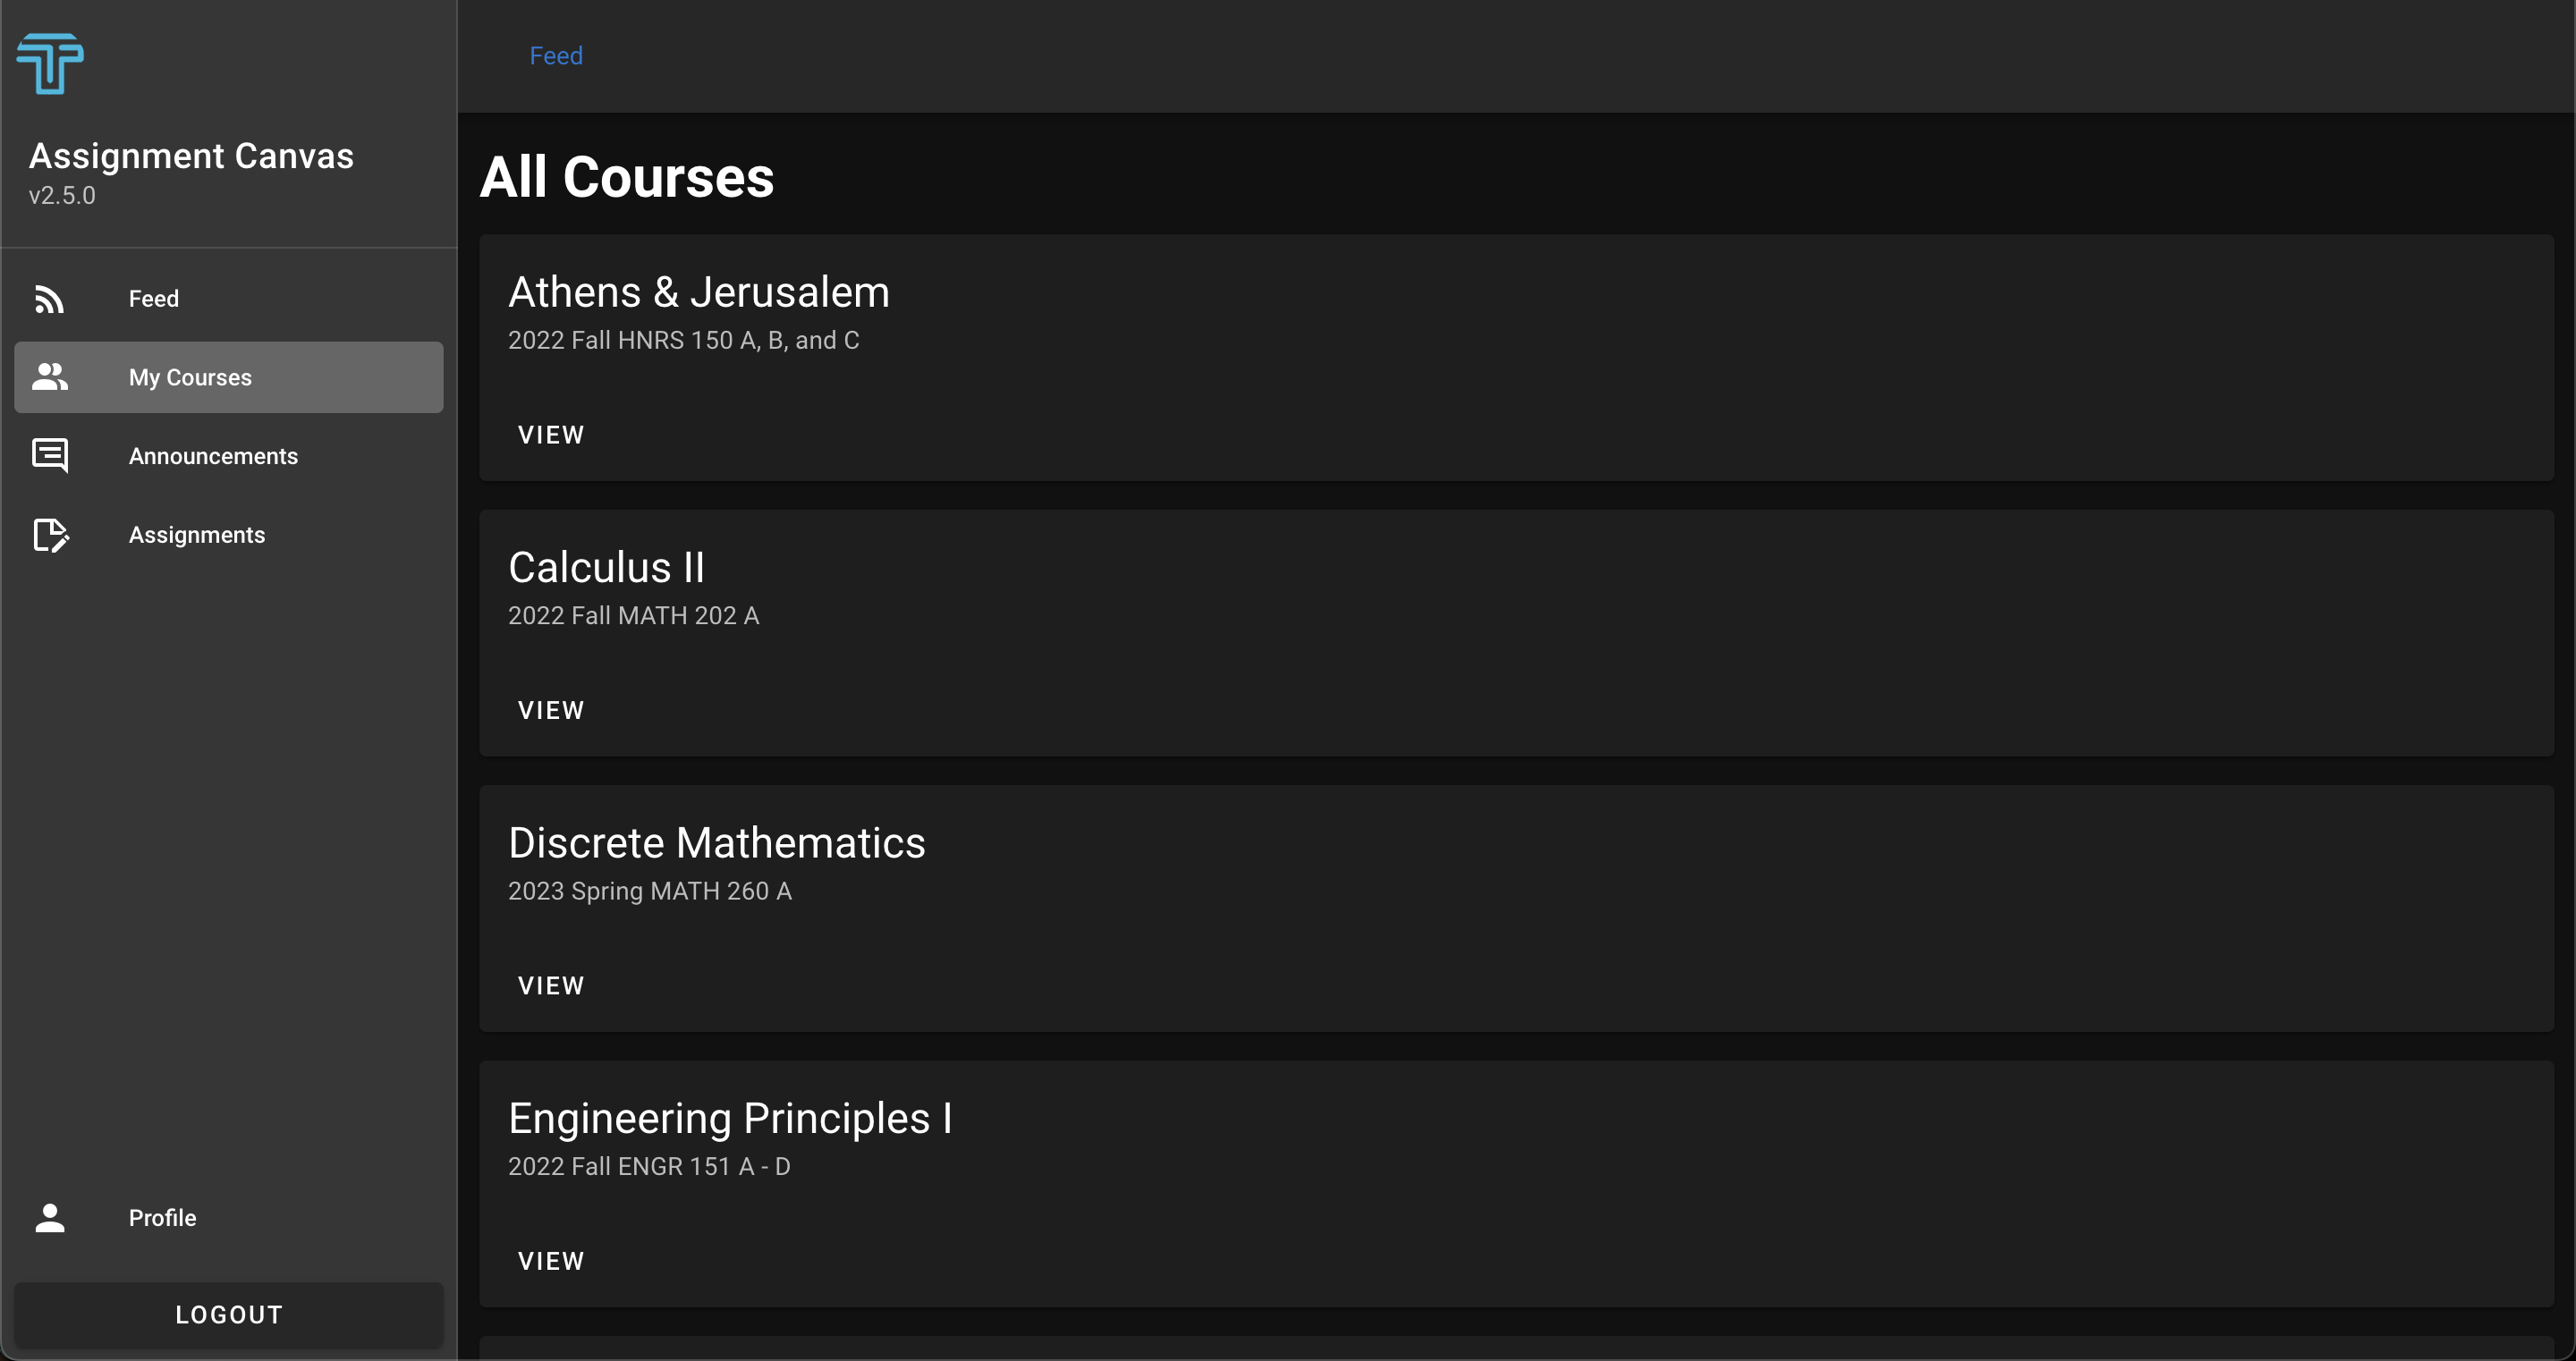 Assignment Canvas
v2.5.0
Feed
My Courses
Announcements
Assignments
Profile
LOGOUT
Feed
All Courses
Athens & Jerusalem
2022 Fall HNRS 150 A, B, and C
VIEW
Calculus II
2022 Fall MATH 202 A
VIEW
Discrete Mathematics
2023 Spring MATH 260 A
VIEW
Engineering Principles I
2022 Fall ENGR 151 A - D
VIEW